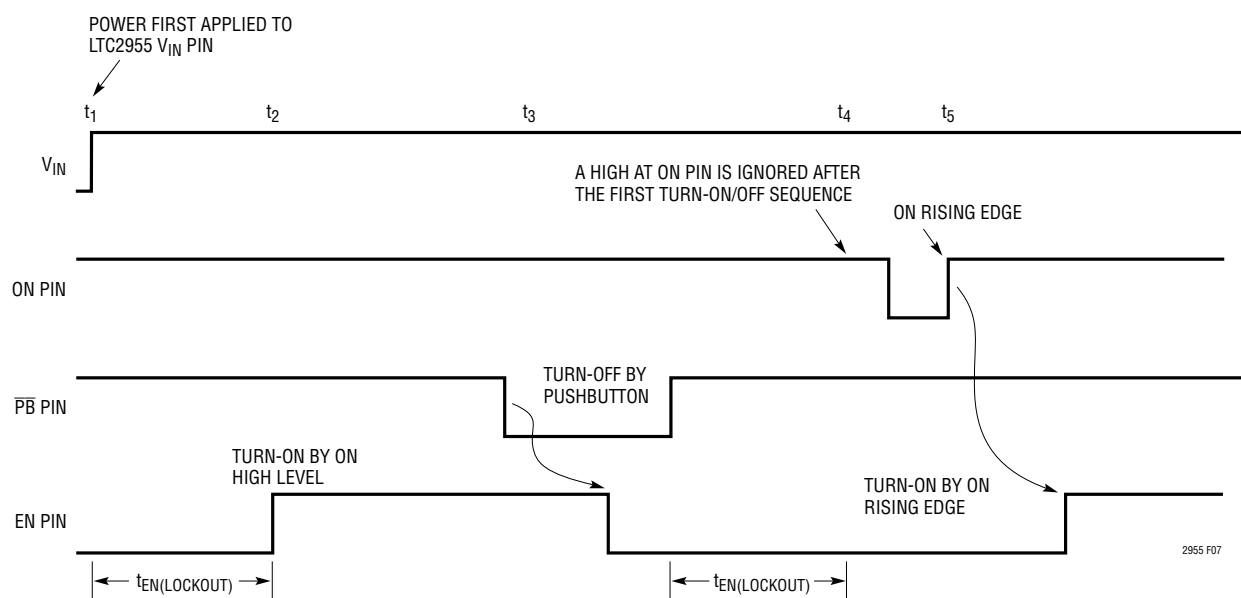 POWER FIRST APPLIED TO
LTC2955 VIN PIN
t1
t2
t3
t4
t5
VIN
A HIGH AT ON PIN IS IGNORED AFTER
THE FIRST TURN-ON/OFF SEQUENCE
ON RISING EDGE
ON PIN
TURN-OFF BY
PUSHBUTTON
P̅B̅ PIN
TURN-ON BY ON
HIGH LEVEL
TURN-ON BY ON
RISING EDGE
EN PIN
2955 F07
tEN(LOCKOUT)
tEN(LOCKOUT)